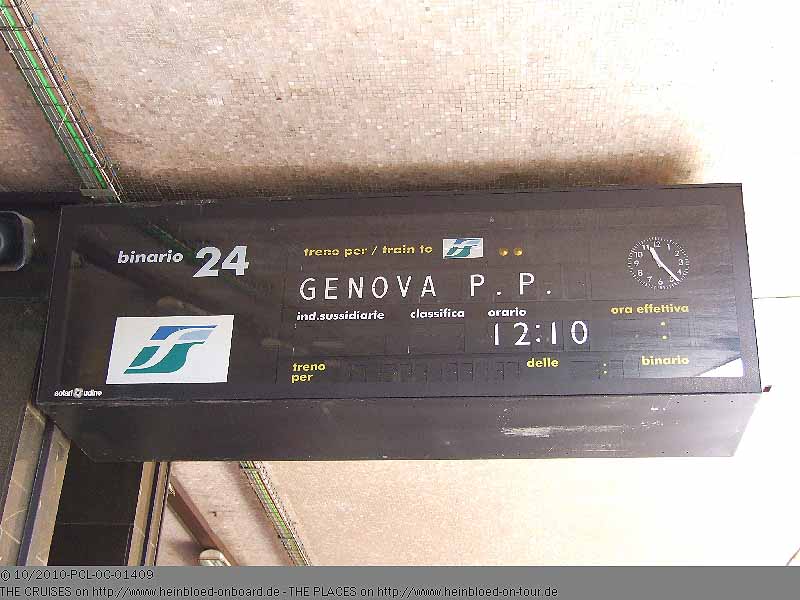 binario 24
treno per / train to FS
GENOVA P.P.
ind.sussidiarie classifica orario ora effettiva
12:10 :
treno per delle : binario
solari udine
© 10/2010-PCL-OC-01409
THE CRUISES on http://www.heinbloed-onboard.de - THE PLACES on http://www.heinbloed-on-tour.de